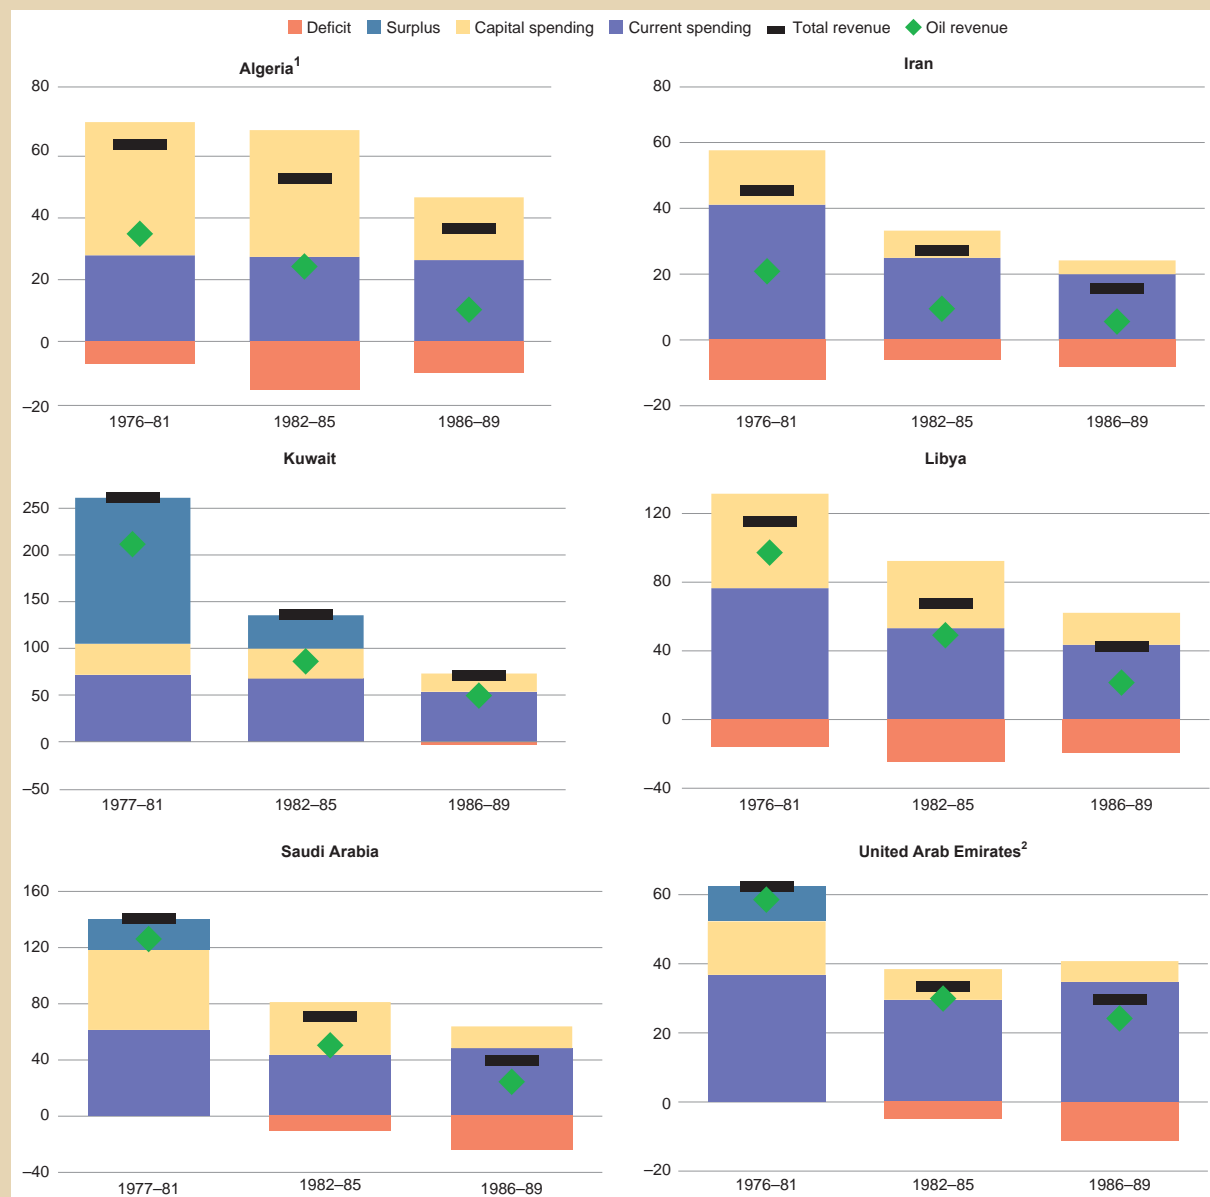 Deficit Surplus Capital spending Current spending Total revenue Oil revenue
Algeria¹
80
60
40
20
0
–20
1976–81 1982–85 1986–89
Iran
80
60
40
20
0
–20
1976–81 1982–85 1986–89
Kuwait
250
200
150
100
50
0
–50
1977–81 1982–85 1986–89
Libya
120
80
40
0
–40
1976–81 1982–85 1986–89
Saudi Arabia
160
120
80
40
0
–40
1977–81 1982–85 1986–89
United Arab Emirates²
60
40
20
0
–20
1976–81 1982–85 1986–89